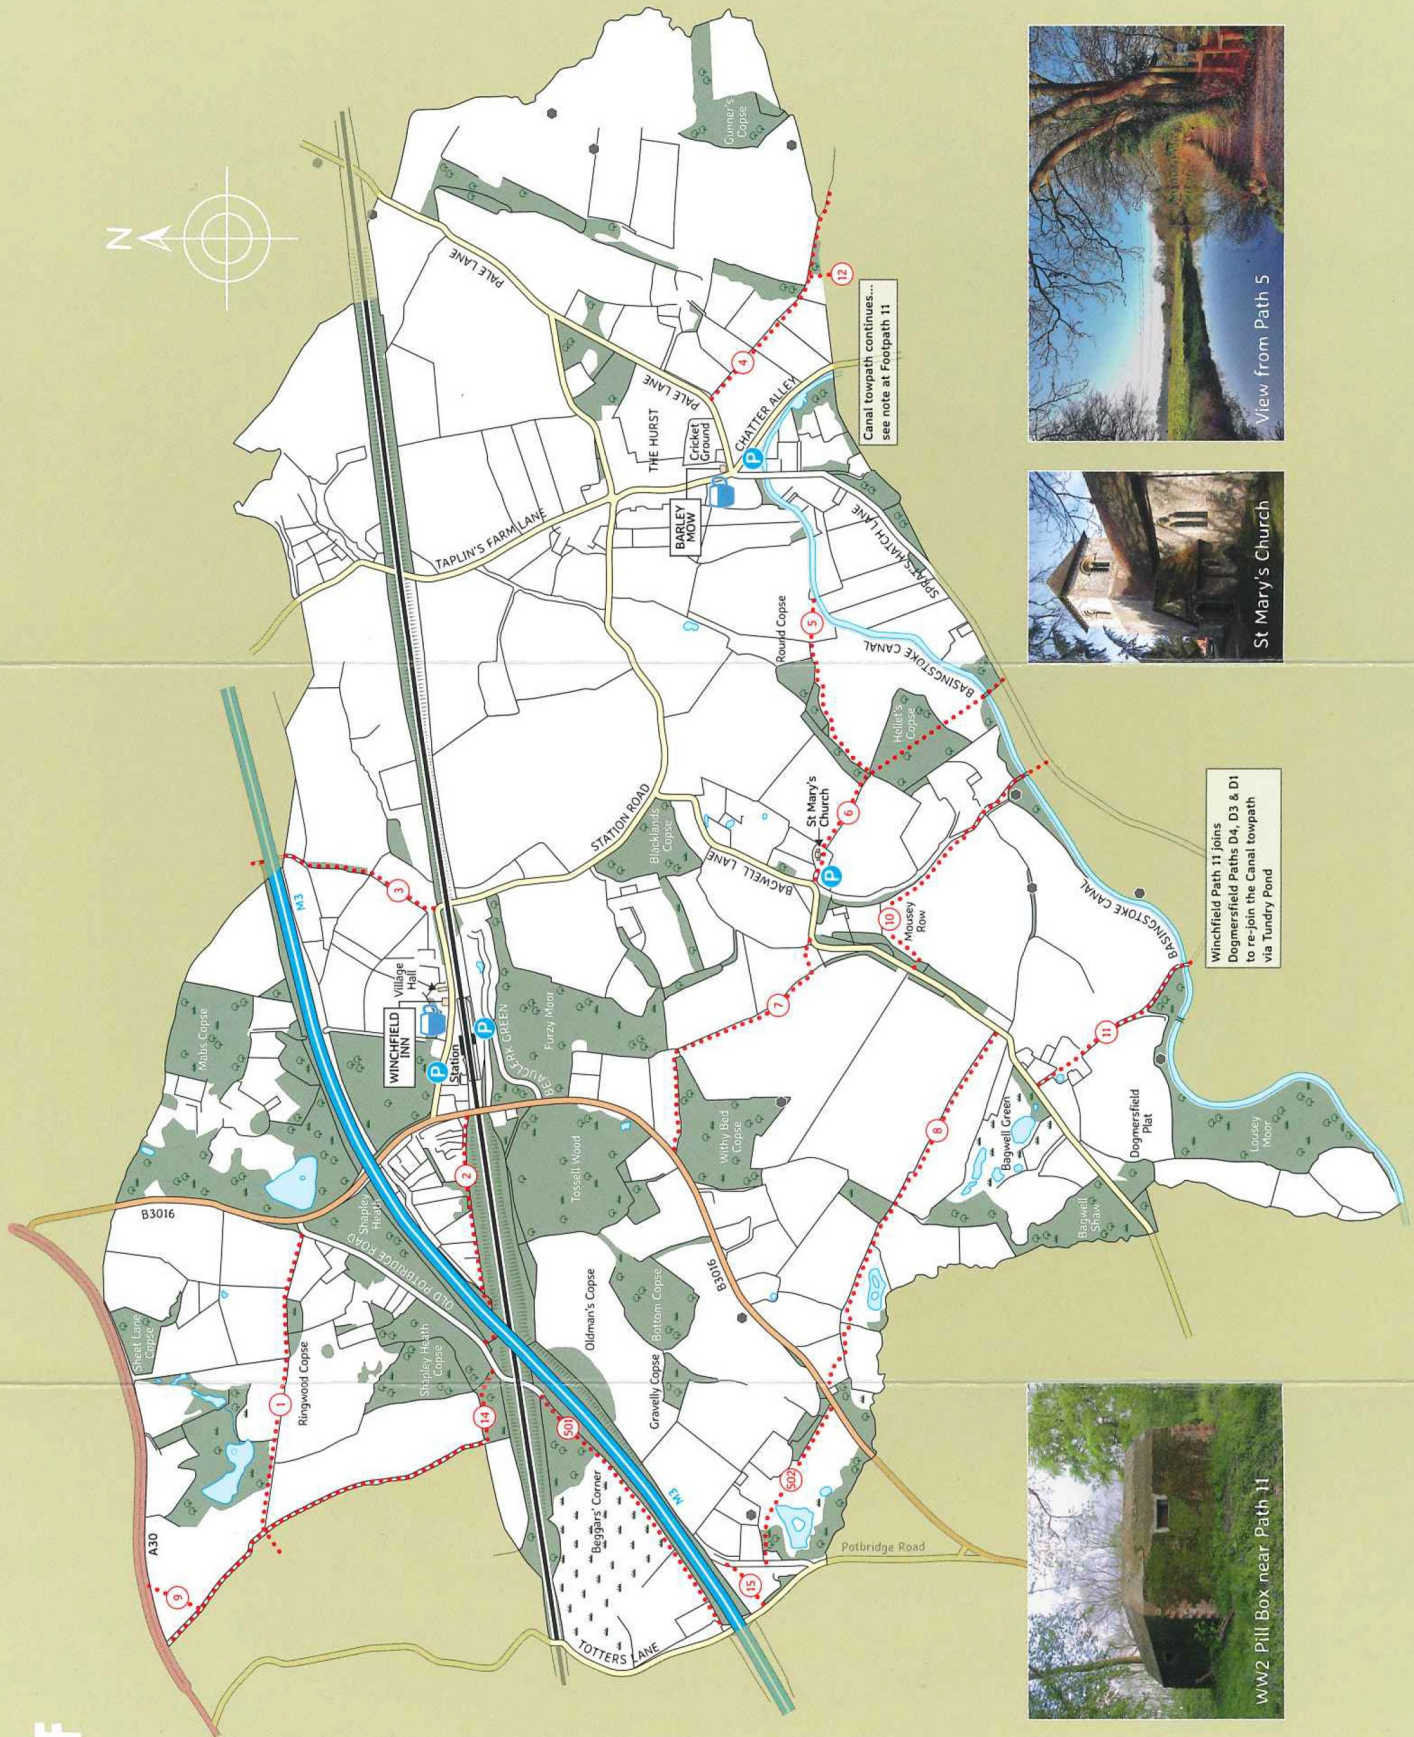 F
N
A30
B3016
Sheet Lane
Copse
Mabs Copse
9
1
Ringwood Copse
OLD POTBRIDGE ROAD
Shapley
Heath
Shapley Heath
Copse
14
2
M3
3
WINCHFIELD
INN
Village
Hall
P
Station
P
BEAUCLERK GREEN
Furzy Moor
Tossell Wood
STATION ROAD
Blacklands
Copse
TAPLIN'S FARM LANE
PALE LANE
PALE LANE
THE HURST
Cricket
Ground
BARLEY
MOW
P
CHATTER ALLEY
Gunner's
Copse
4
12
Canal towpath continues...
see note at Footpath 11
501
Beggars' Corner
Oldman's Copse
Bottom Copse
Gravelly Copse
B3016
M3
TOTTERS LANE
15
502
Potbridge Road
Withy Bed
Copse
7
8
BAGWELL LANE
St Mary's
Church
P
6
Round Copse
5
Hellet's
Copse
SPRATS HATCH LANE
BASINGSTOKE CANAL
10
Mousey
Row
Bagwell Green
Bagwell
Shaw
Dogmersfield
Plat
11
BASINGSTOKE CANAL
Lousey
Moor
Winchfield Path 11 joins
Dogmersfield Paths D4, D3 & D1
to re-join the Canal towpath
via Tundry Pond
WW2 Pill Box near Path 11
St Mary's Church
View from Path 5